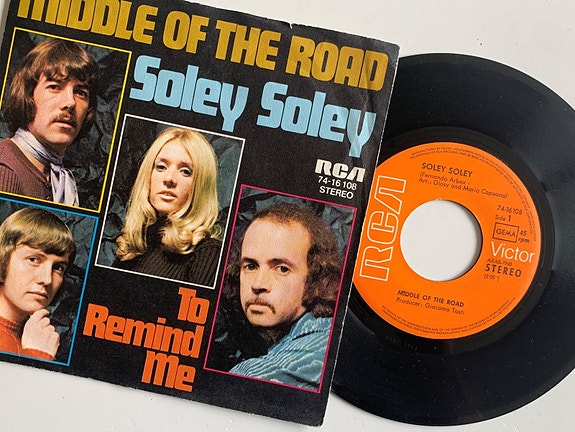 MIDDLE OF THE ROAD
Soley Soley
RCA
74-16 108
STEREO
To
Remind
Me
SOLEY SOLEY
(Fernando Arbex -
Arr.: Giosy and Mario Capuano)
74-16108
Side 1
GEMA
45
rpm
RCA
Victor
STEREO
MIDDLE OF THE ROAD
Producer: Giacomo Tosti